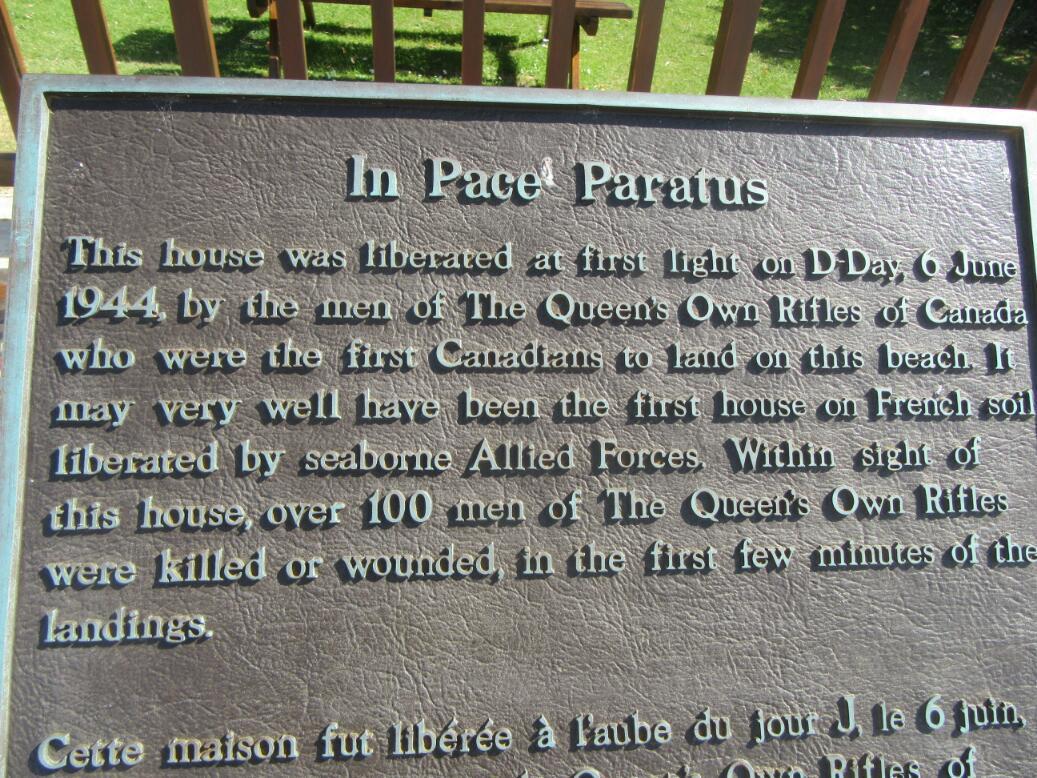 In Pace Paratus
This house was liberated at first light on D-Day, 6 June
1944, by the men of The Queen's Own Rifles of Canada
who were the first Canadians to land on this beach. It
may very well have been the first house on French soil
liberated by seaborne Allied Forces. Within sight of
this house, over 100 men of The Queen's Own Rifles
were killed or wounded, in the first few minutes of the
landings.
Cette maison fut libérée à l'aube du jour J, le 6 juin,
Queen's Own Rifles of